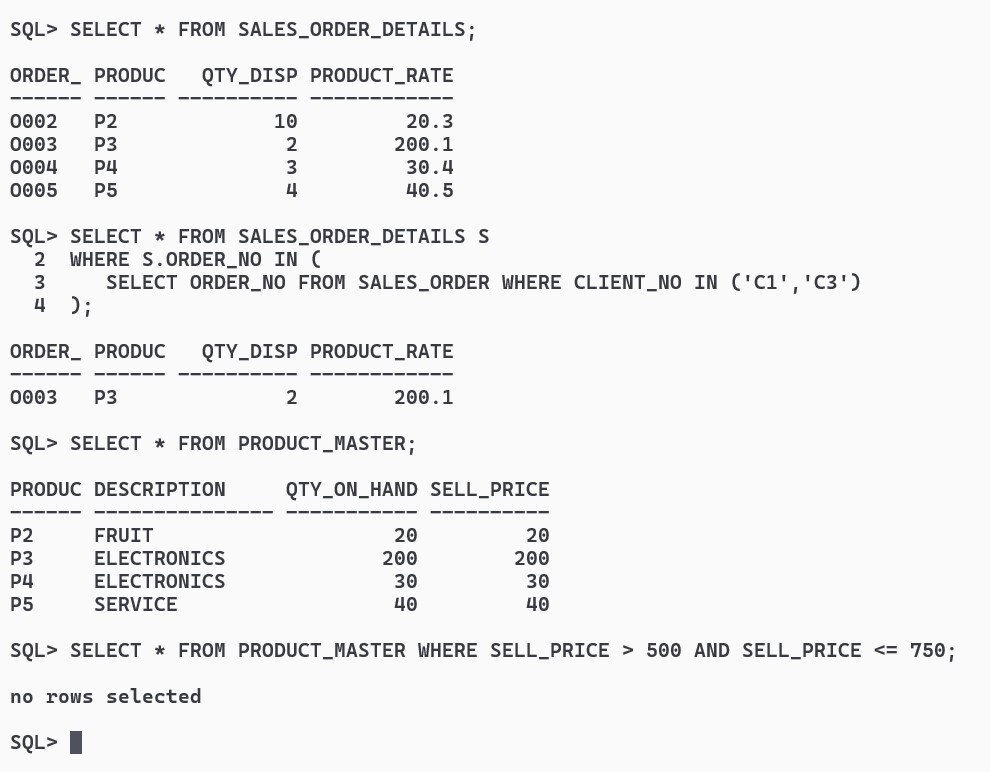 SQL> SELECT * FROM SALES_ORDER_DETAILS;

ORDER_ PRODUC   QTY_DISP PRODUCT_RATE
------ ------ ---------- ------------
O002   P2             10         20.3
O003   P3              2        200.1
O004   P4              3         30.4
O005   P5              4         40.5

SQL> SELECT * FROM SALES_ORDER_DETAILS S
  2  WHERE S.ORDER_NO IN (
  3     SELECT ORDER_NO FROM SALES_ORDER WHERE CLIENT_NO IN ('C1','C3')
  4  );

ORDER_ PRODUC   QTY_DISP PRODUCT_RATE
------ ------ ---------- ------------
O003   P3              2        200.1

SQL> SELECT * FROM PRODUCT_MASTER;

PRODUC DESCRIPTION     QTY_ON_HAND SELL_PRICE
------ --------------- ----------- ----------
P2     FRUIT                    20         20
P3     ELECTRONICS             200        200
P4     ELECTRONICS              30         30
P5     SERVICE                  40         40

SQL> SELECT * FROM PRODUCT_MASTER WHERE SELL_PRICE > 500 AND SELL_PRICE <= 750;

no rows selected

SQL>